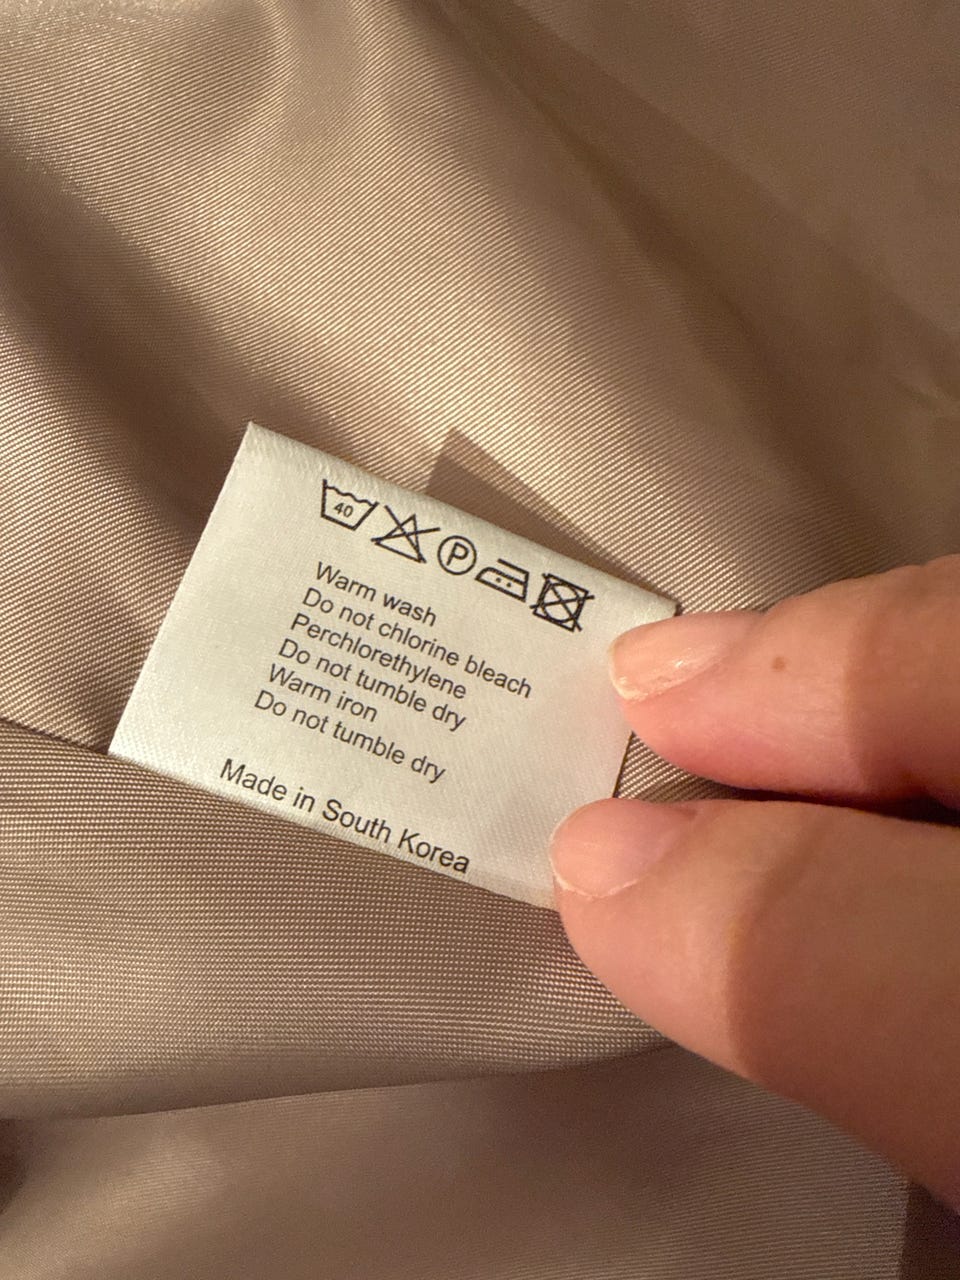 40
P
Warm wash
Do not chlorine bleach
Perchlorethylene
Do not tumble dry
Warm iron
Do not tumble dry
Made in South Korea